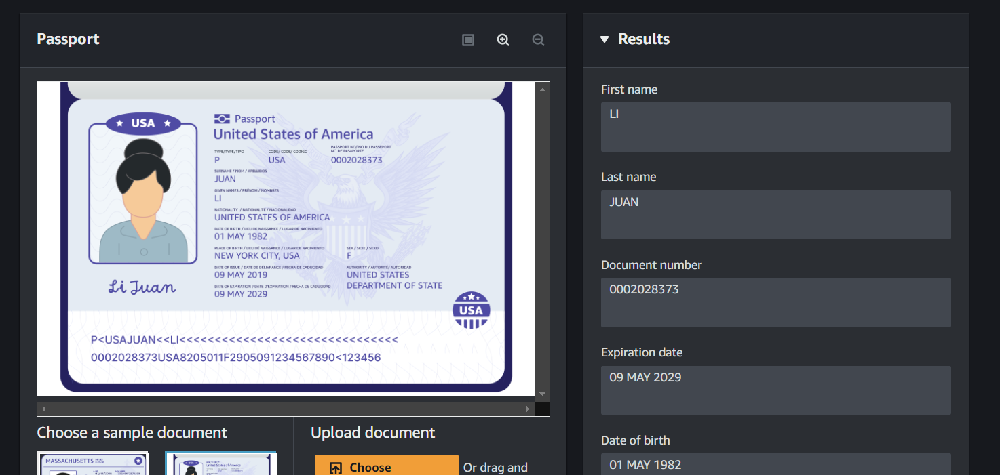 Passport
USA
Passport
United States of America
TYPE/TYPE/TIPO
P
CODE/ CODE/ CODIGO
USA
PASSPORT NO/ NO DU PASSEPORT
NO DE PASAPORTE
0002028373
SURNAME / NOM / APELLIDOS
JUAN
GIVEN NAMES / PRÉNOM / NOMBRES
LI
NATIONALITY / NATIONALITÉ / NACIONALIDAD
UNITED STATES OF AMERICA
DATE OF BIRTH / LIEU DE NAISSANCE / LUGAR DE NACIMIENTO
01 MAY 1982
PLACE OF BIRTH / LIEU DE NAISSANCE / LUGAR DE NACIMIENTO
NEW YORK CITY, USA
SEX / SEXE / SEXO
F
DATE OF ISSUE / DATE DE DÉLIVRANCE / FECHA DE CADUCIDAD
09 MAY 2019
AUTHORITY / AUTORITÉ/ AUTORIDAD
UNITED STATES
DEPARTMENT OF STATE
DATE OF EXPIRATION / DATE D'EXPIRATION / FECHA DE CADUCIDAD
09 MAY 2029
Li Juan
USA
P<USAJUAN<<LI<<<<<<<<<<<<<<<<<<<<<<<<<<<<<<<
0002028373USA8205011F2905091234567890<123456
Choose a sample document
MASSACHUSETTS
Passport
United States of America
Upload document
Choose
Or drag and
Results
First name
LI
Last name
JUAN
Document number
0002028373
Expiration date
09 MAY 2029
Date of birth
01 MAY 1982